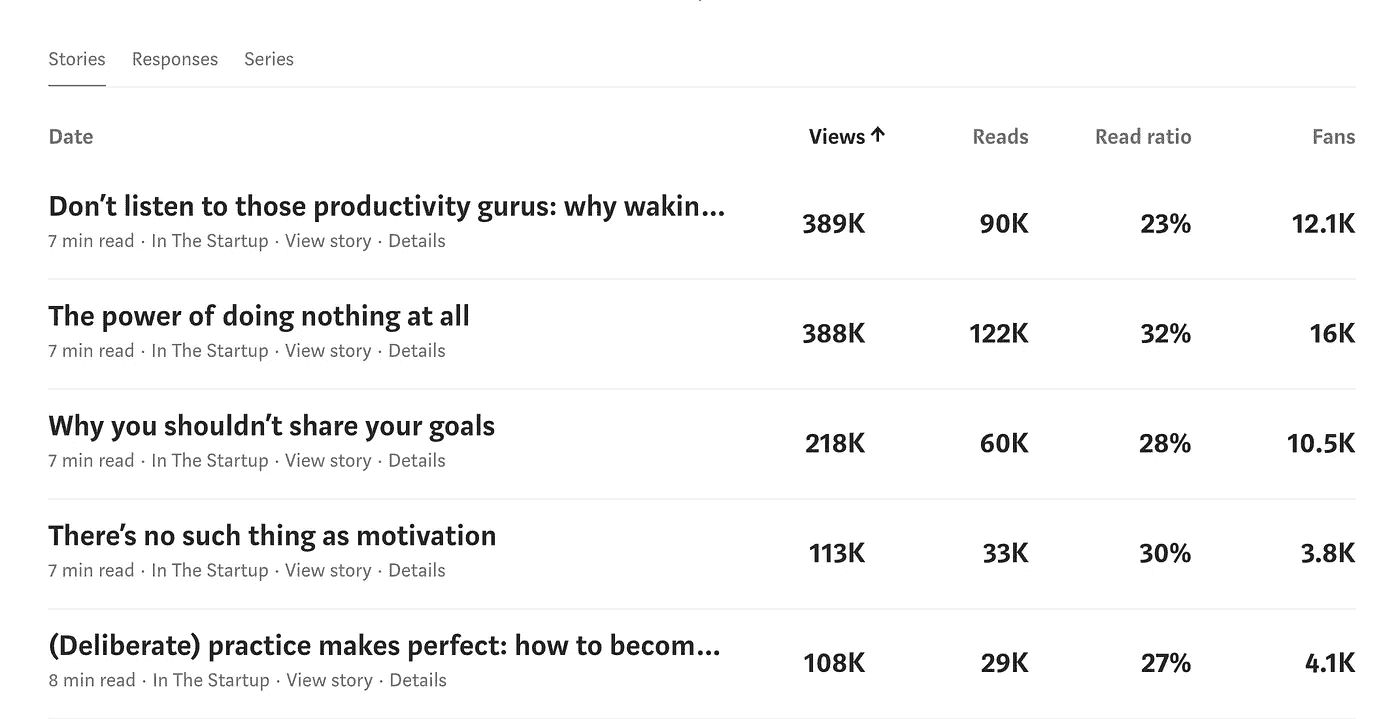 Stories Responses Series
Date Views ↑ Reads Read ratio Fans
Don’t listen to those productivity gurus: why wakin… 389K 90K 23% 12.1K
7 min read · In The Startup · View story · Details
The power of doing nothing at all 388K 122K 32% 16K
7 min read · In The Startup · View story · Details
Why you shouldn’t share your goals 218K 60K 28% 10.5K
7 min read · In The Startup · View story · Details
There’s no such thing as motivation 113K 33K 30% 3.8K
7 min read · In The Startup · View story · Details
(Deliberate) practice makes perfect: how to becom… 108K 29K 27% 4.1K
8 min read · In The Startup · View story · Details